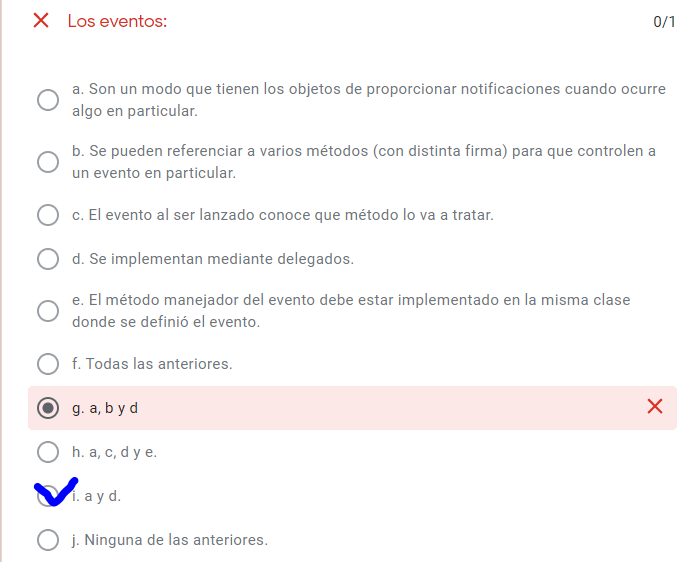 Los eventos:
0/1
a. Son un modo que tienen los objetos de proporcionar notificaciones cuando ocurre
algo en particular.
b. Se pueden referenciar a varios métodos (con distinta firma) para que controlen a
un evento en particular.
c. El evento al ser lanzado conoce que método lo va a tratar.
d. Se implementan mediante delegados.
e. El método manejador del evento debe estar implementado en la misma clase
donde se definió el evento.
f. Todas las anteriores.
g. a, b y d
h. a, c, d y e.
i. a y d.
j. Ninguna de las anteriores.